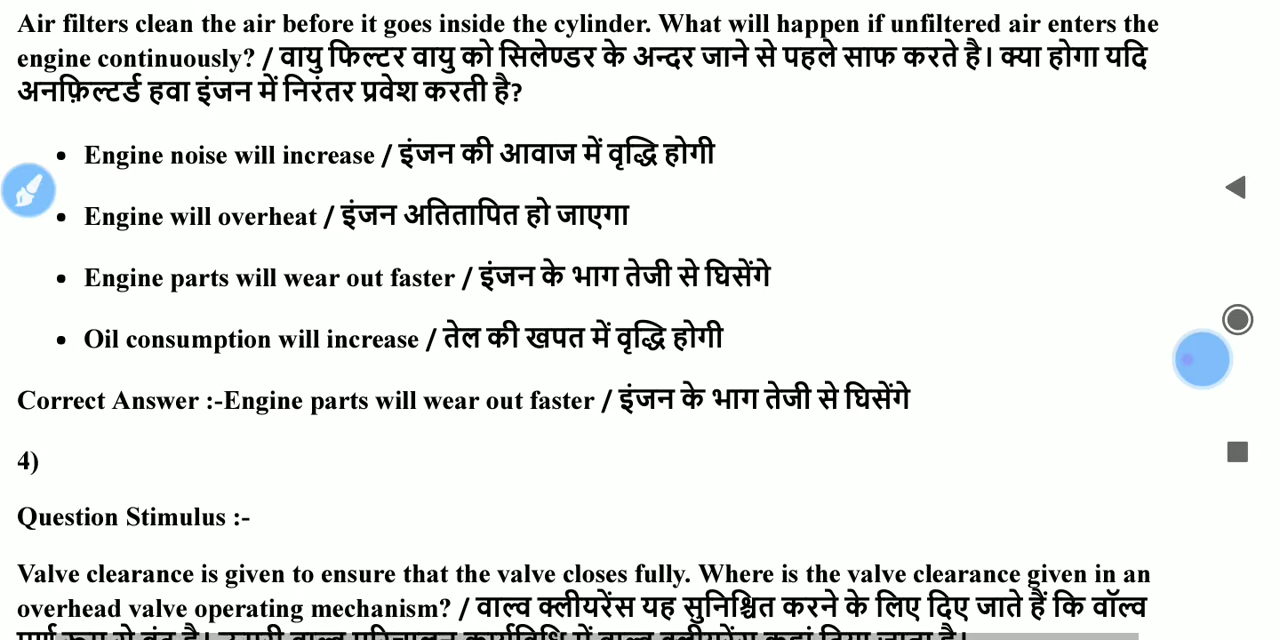 Air filters clean the air before it goes inside the cylinder. What will happen if unfiltered air enters the
engine continuously? / वायु फिल्टर वायु को सिलेण्डर के अन्दर जाने से पहले साफ करते है। क्या होगा यदि
अनफ़िल्टर्ड हवा इंजन में निरंतर प्रवेश करती है?
• Engine noise will increase / इंजन की आवाज में वृद्धि होगी
• Engine will overheat / इंजन अतितापित हो जाएगा
• Engine parts will wear out faster / इंजन के भाग तेजी से घिसेंगे
• Oil consumption will increase / तेल की खपत में वृद्धि होगी
Correct Answer :-Engine parts will wear out faster / इंजन के भाग तेजी से घिसेंगे
4)
Question Stimulus :-
Valve clearance is given to ensure that the valve closes fully. Where is the valve clearance given in an
overhead valve operating mechanism? / वाल्व क्लीयरेंस यह सुनिश्चित करने के लिए दिए जाते हैं कि वॉल्व